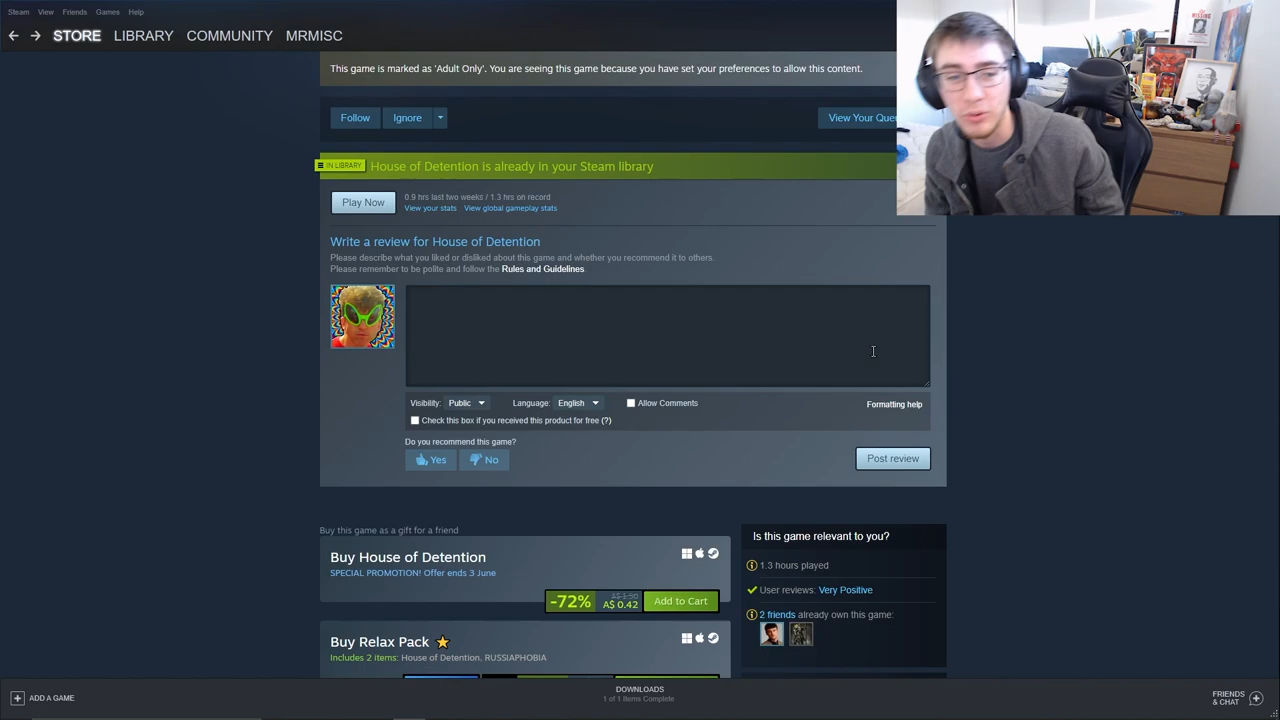 Steam View Friends Games Help
STORE LIBRARY COMMUNITY MRMISC
This game is marked as 'Adult Only'. You are seeing this game because you have set your preferences to allow this content.
Follow Ignore
View Your
IN LIBRARY House of Detention is already in your Steam library
Play Now
0.9 hrs last two weeks / 1.3 hrs on record
View your stats View global gameplay stats
Write a review for House of Detention
Please describe what you liked or disliked about this game and whether you recommend it to others.
Please remember to be polite and follow the Rules and Guidelines.
Visibility: Public Language: English Allow Comments Formatting help
Check this box if you received this product for free (?)
Do you recommend this game?
Yes No Post review
Buy this game as a gift for a friend
Buy House of Detention
SPECIAL PROMOTION! Offer ends 3 June
-72% A$ 1.50 A$ 0.42 Add to Cart
Buy Relax Pack
Includes 2 items: House of Detention, RUSSIAPHOBIA
Is this game relevant to you?
1.3 hours played
User reviews: Very Positive
2 friends already own this game:
ADD A GAME
DOWNLOADS
1 of 1 Items Complete
FRIENDS
& CHAT